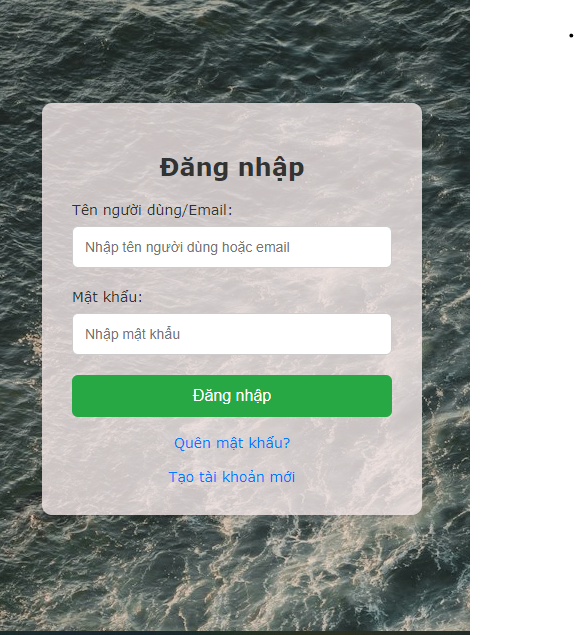 Đăng nhập
Tên người dùng/Email:
Nhập tên người dùng hoặc email
Mật khẩu:
Nhập mật khẩu
Đăng nhập
Quên mật khẩu?
Tạo tài khoản mới